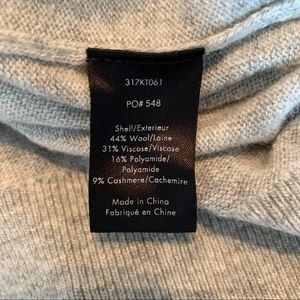 317KT061
PO# 548
Shell/Exterieur
44% Wool/Laine
31% Viscose/Viscose
16% Polyamide/
Polyamide
9% Cashmere/Cachemire
Made in China
Fabriqué en Chine